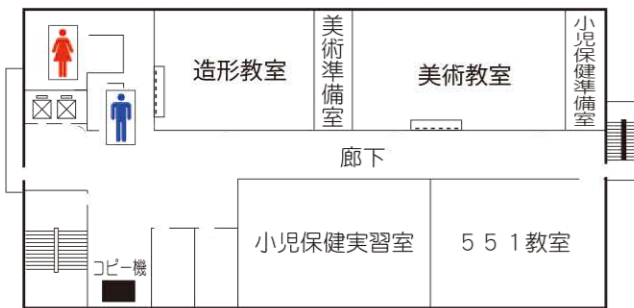 造形教室
美術準備室
美術教室
小児保健準備室
廊下
小児保健実習室
５５１教室
コピー機